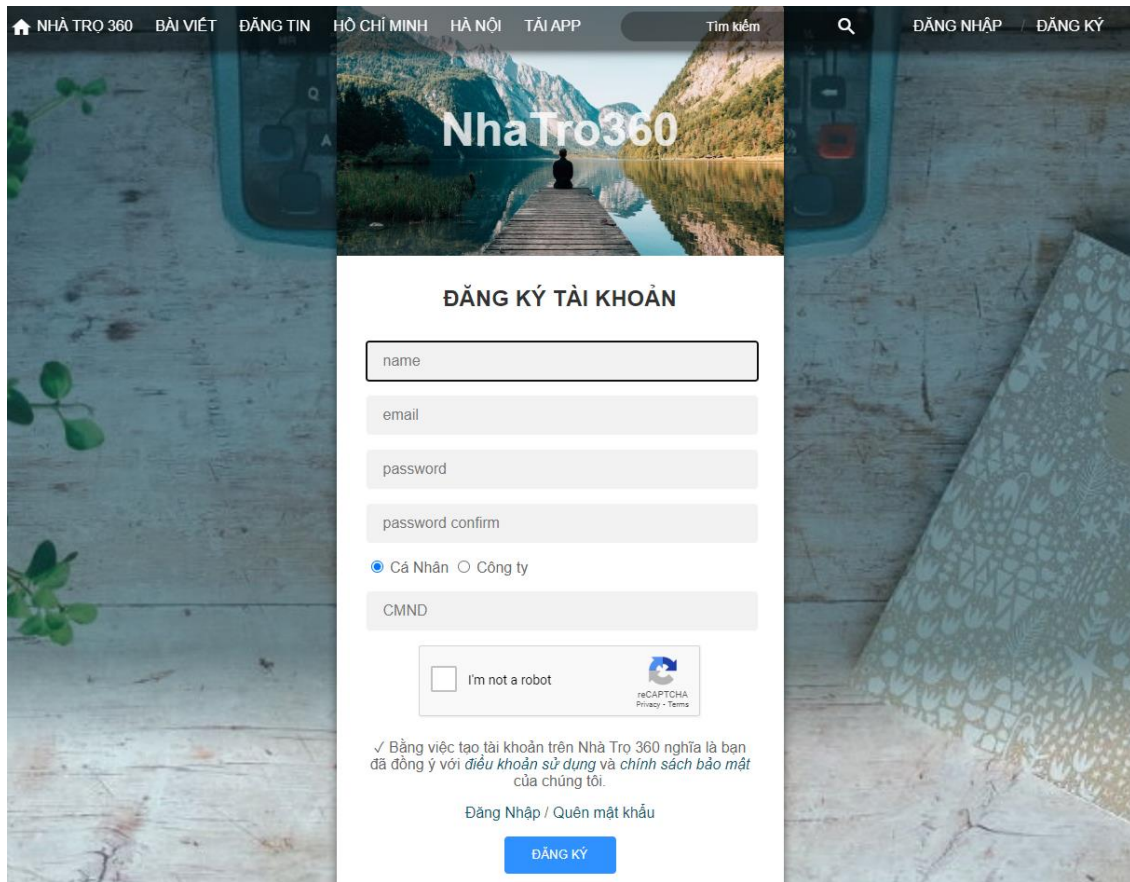 NHÀ TRỌ 360 BÀI VIẾT ĐĂNG TIN HỒ CHÍ MINH HÀ NỘI TẢI APP Tìm kiếm ĐĂNG NHẬP / ĐĂNG KÝ
NhaTro360
ĐĂNG KÝ TÀI KHOẢN
name
email
password
password confirm
Cá Nhân Công ty
CMND
I'm not a robot
reCAPTCHA
Privacy - Terms
✓ Bằng việc tạo tài khoản trên Nhà Trọ 360 nghĩa là bạn
đã đồng ý với điều khoản sử dụng và chính sách bảo mật
của chúng tôi.
Đăng Nhập / Quên mật khẩu
ĐĂNG KÝ
Q
A